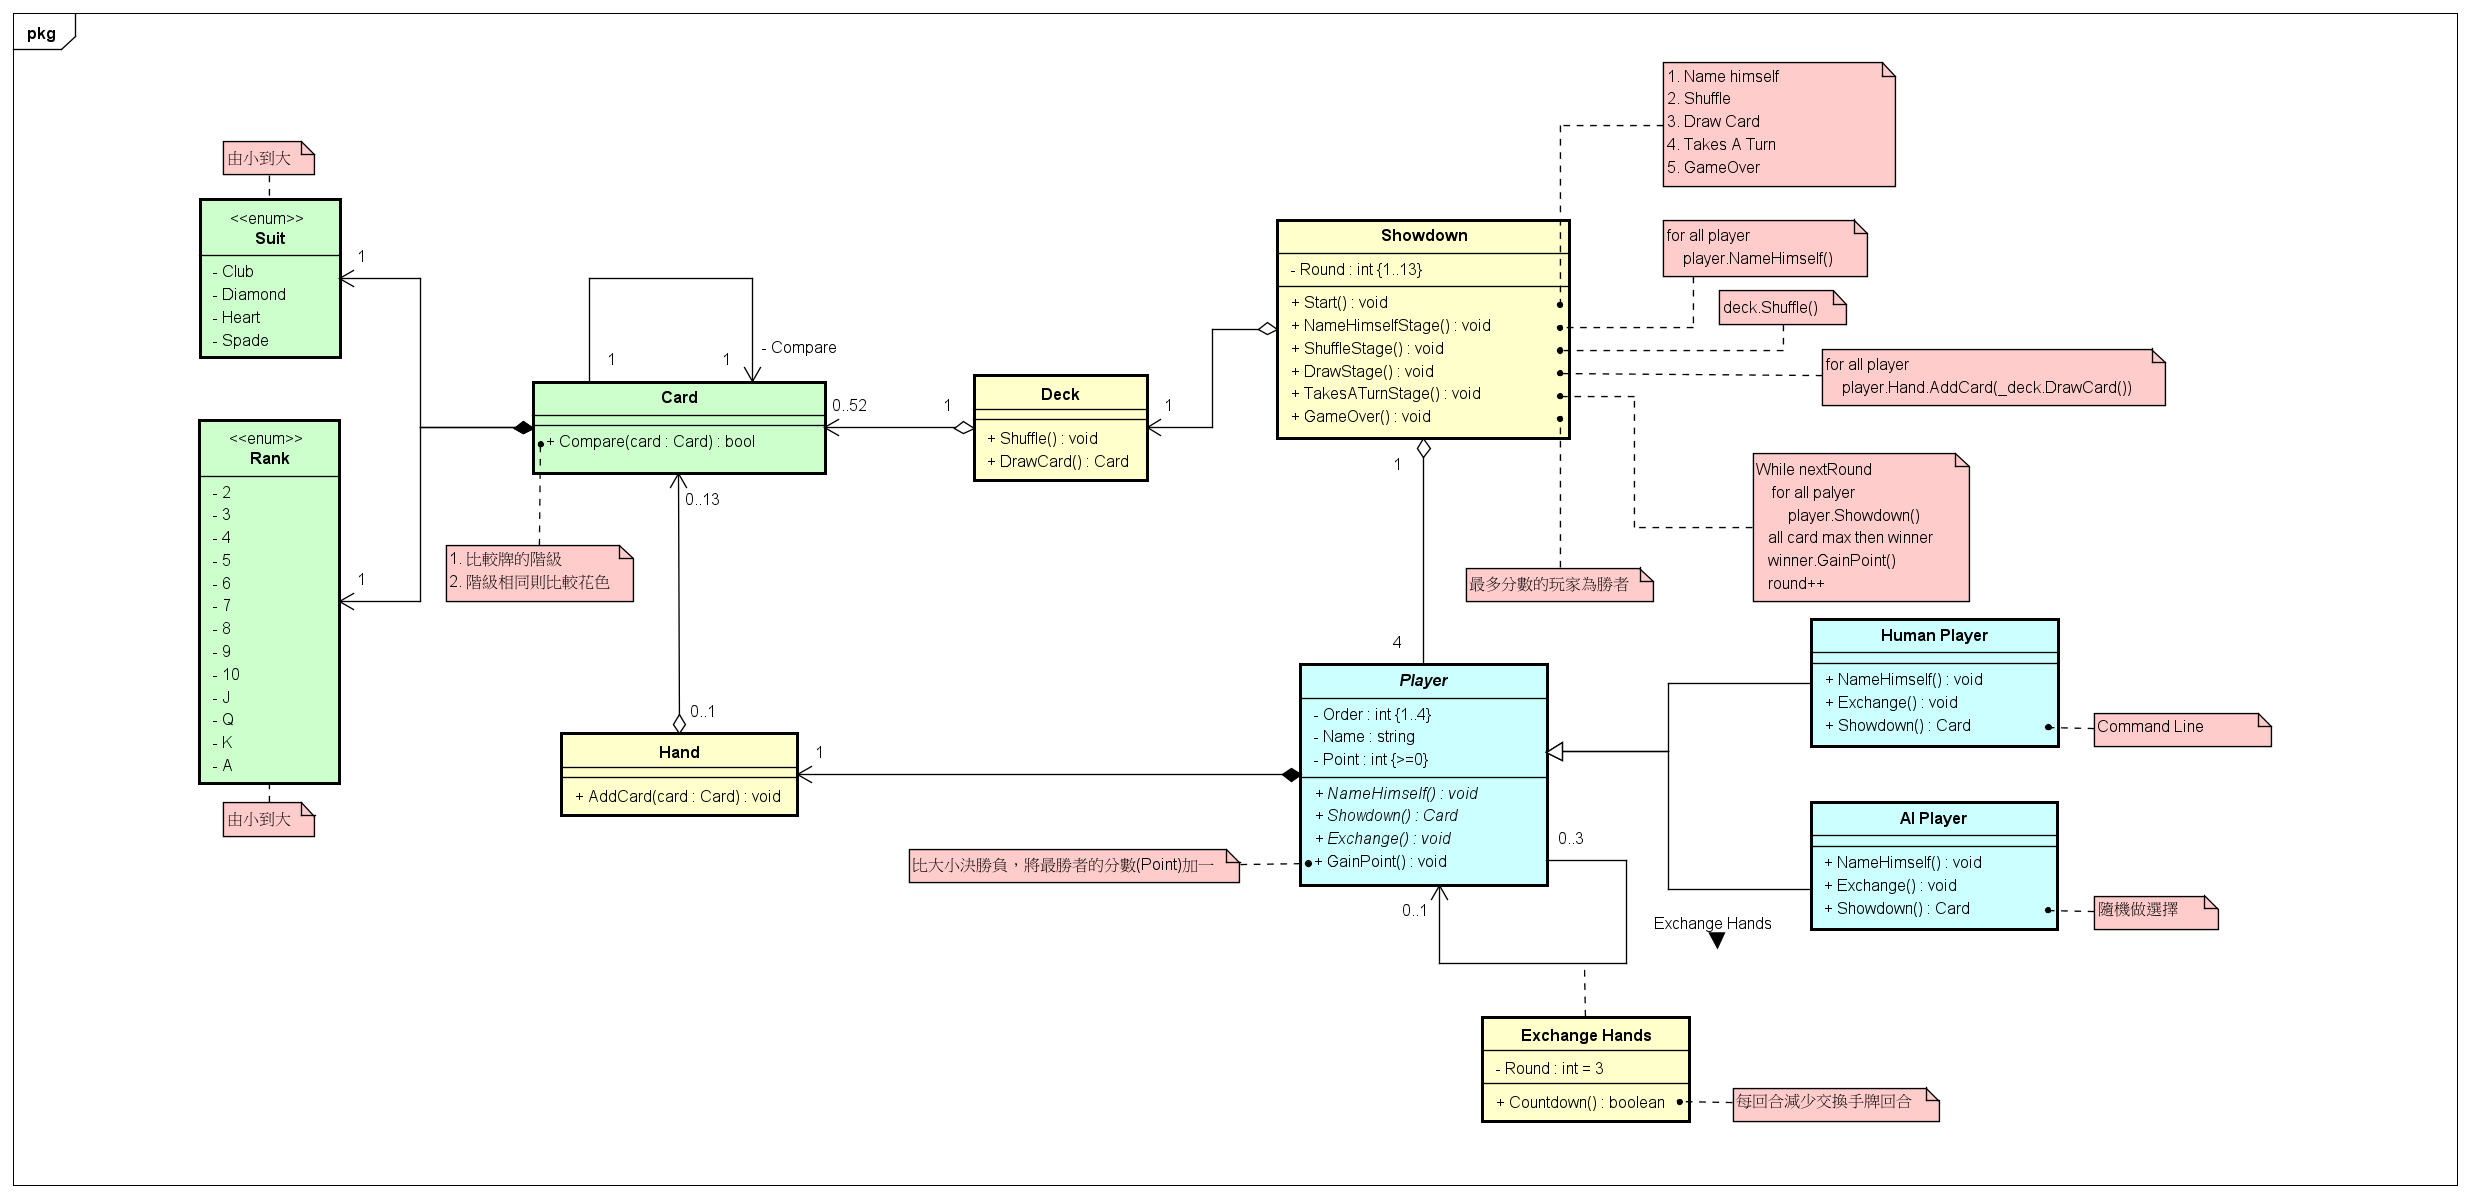 pkg
1. Name himself
2. Shuffle
3. Draw Card
4. Takes A Turn
5. GameOver
由小到大
<<enum>>
Suit
- Club
- Diamond
- Heart
- Spade
1
Showdown
- Round : int {1..13}
+ Start() : void
+ NameHimselfStage() : void
+ ShuffleStage() : void
+ DrawStage() : void
+ TakesATurnStage() : void
+ GameOver() : void
for all player
player.NameHimself()
deck.Shuffle()
for all player
player.Hand.AddCard(_deck.DrawCard())
1
1
- Compare
Card
+ Compare(card : Card) : bool
0..52
1
Deck
+ Shuffle() : void
+ DrawCard() : Card
1
<<enum>>
Rank
- 2
- 3
- 4
- 5
- 6
- 7
- 8
- 9
- 10
- J
- Q
- K
- A
1
由小到大
0..13
1. 比較牌的階級
2. 階級相同則比較花色
1
While nextRound
for all palyer
player.Showdown()
all card max then winner
winner.GainPoint()
round++
最多分數的玩家為勝者
4
Human Player
+ NameHimself() : void
+ Exchange() : void
+ Showdown() : Card
Command Line
0..1
Hand
+ AddCard(card : Card) : void
1
Player
- Order : int {1..4}
- Name : string
- Point : int {>=0}
+ NameHimself() : void
+ Showdown() : Card
+ Exchange() : void
+ GainPoint() : void
比大小決勝負，將最勝者的分數(Point)加一
0..3
0..1
AI Player
+ NameHimself() : void
+ Exchange() : void
+ Showdown() : Card
隨機做選擇
Exchange Hands
Exchange Hands
- Round : int = 3
+ Countdown() : boolean
每回合減少交換手牌回合